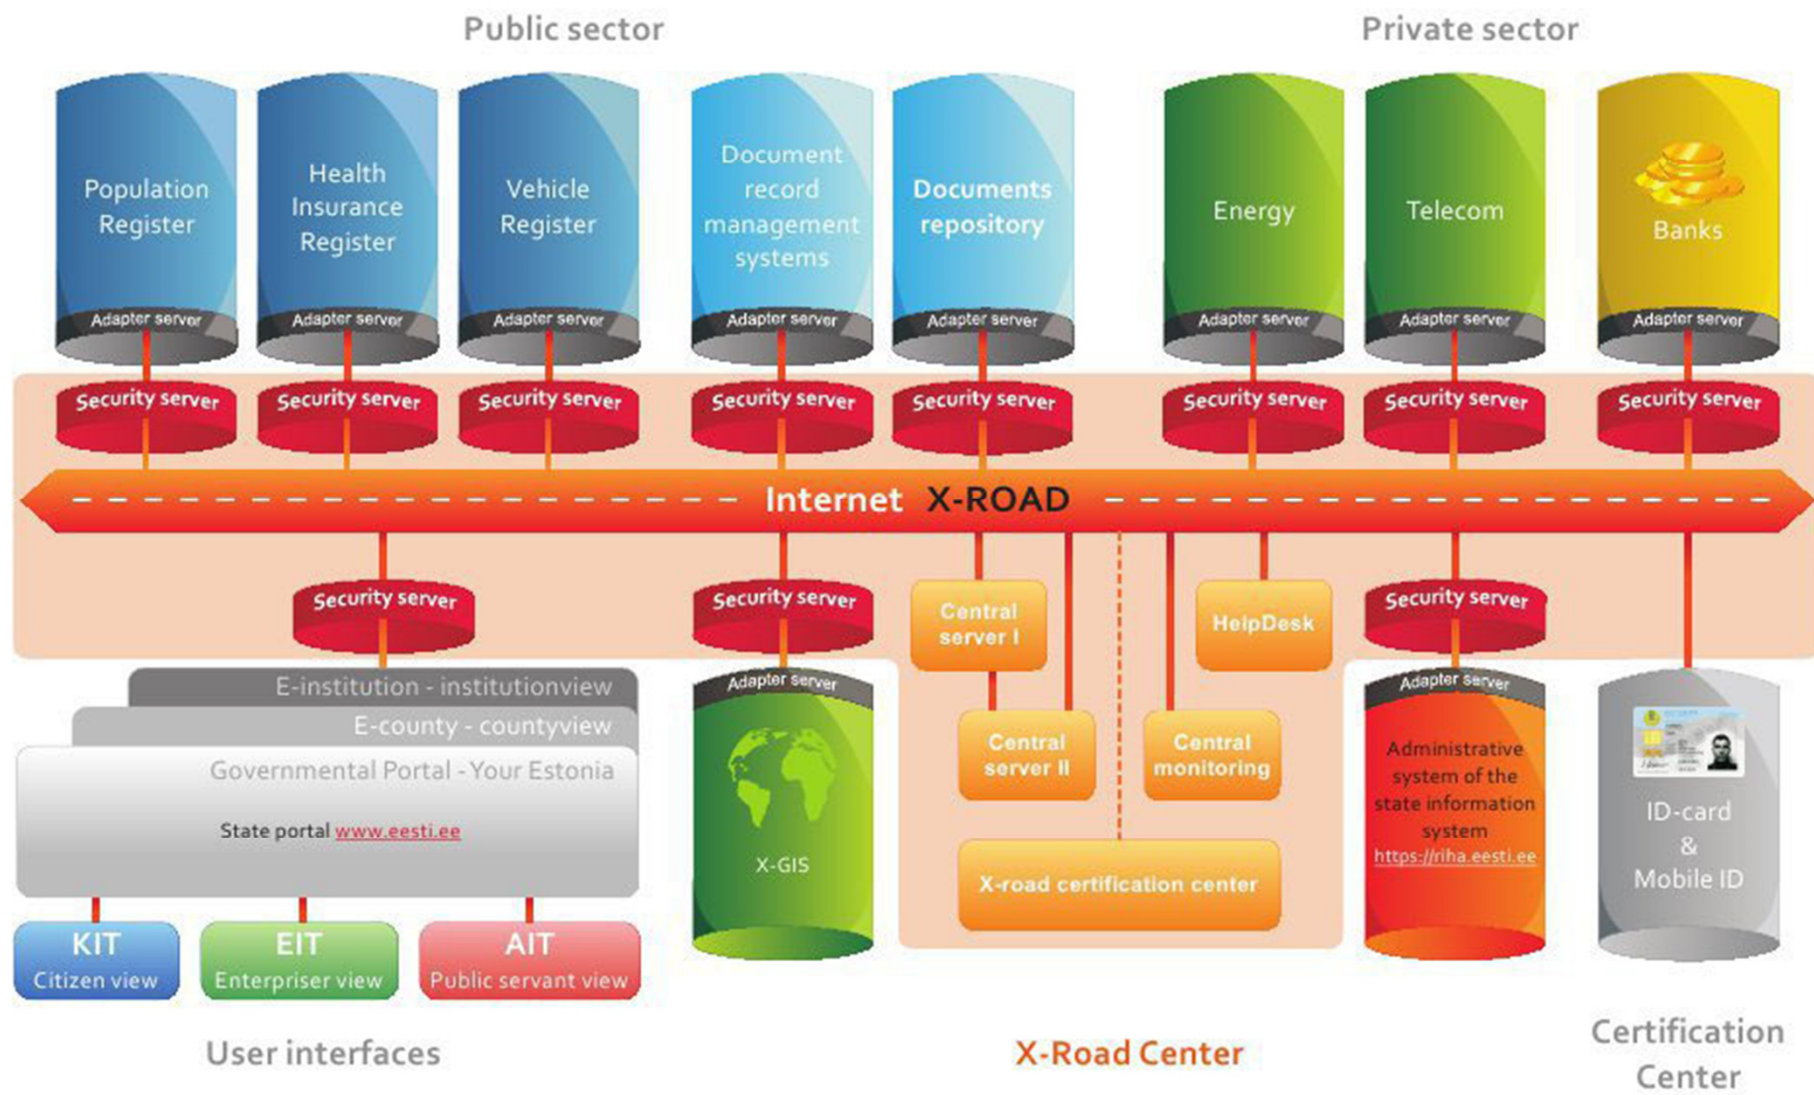 Public sector
Private sector
Population
Register
Health
Insurance
Register
Vehicle
Register
Document
record
management
systems
Documents
repository
Energy
Telecom
Banks
Adapter server
Adapter server
Adapter server
Adapter server
Adapter server
Adapter server
Adapter server
Adapter server
Security server
Security server
Security server
Security server
Security server
Security server
Security server
Security server
Internet X-ROAD
Security server
Security server
Central
server I
HelpDesk
Security server
E-institution - institutionview
E-county - countyview
Governmental Portal - Your Estonia
State portal www.eesti.ee
Adapter server
X-GIS
Central
server II
Central
monitoring
X-road certification center
Adapter server
Administrative
system of the
state information
system
https://riha.eesti.ee
ID-card
&
Mobile ID
KIT
Citizen view
EIT
Enterpriser view
AIT
Public servant view
User interfaces
X-Road Center
Certification
Center